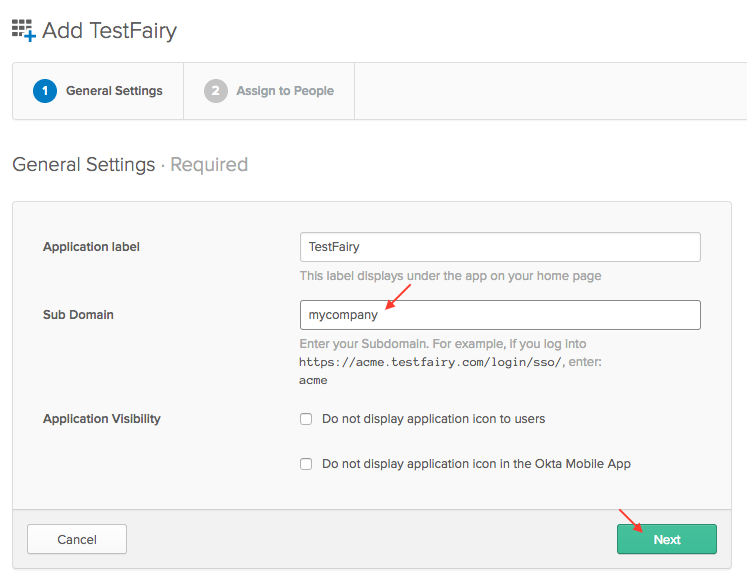 Add TestFairy
1 General Settings 2 Assign to People
General Settings · Required
Application label TestFairy
This label displays under the app on your home page
Sub Domain mycompany
Enter your Subdomain. For example, if you log into
https://acme.testfairy.com/login/sso/, enter:
acme
Application Visibility Do not display application icon to users
Do not display application icon in the Okta Mobile App
Cancel Next